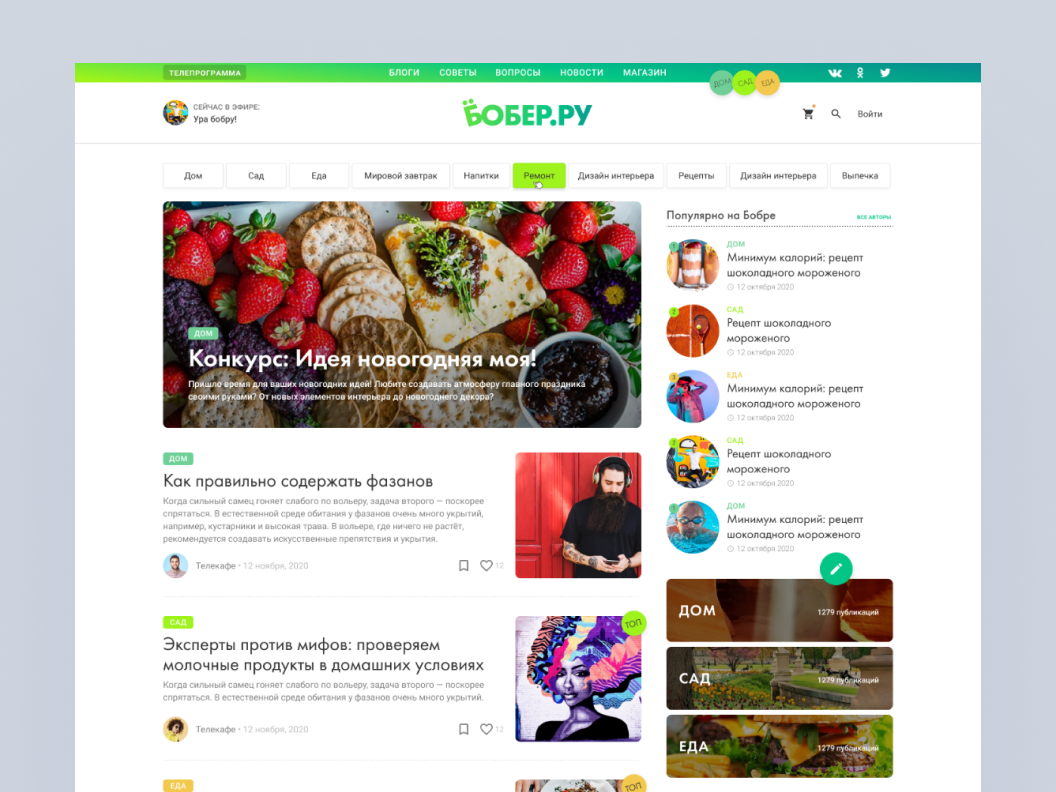 ТЕЛЕПРОГРАММА
БЛОГИ СОВЕТЫ ВОПРОСЫ НОВОСТИ МАГАЗИН
ДОМ САД ЕДА
СЕЙЧАС В ЭФИРЕ:
Ура бобру!
БОБЕР.РУ
Войти
Дом Сад Еда Мировой завтрак Напитки Ремонт Дизайн интерьера Рецепты Дизайн интерьера Выпечка
ДОМ
Конкурс: Идея новогодняя моя!
Пришло время для ваших новогодних идей! Любите создавать атмосферу главного праздника
своими руками? От новых элементов интерьера до новогоднего декора?
ДОМ
Как правильно содержать фазанов
Когда сильный самец гоняет слабого по вольеру, задача второго — поскорее
спрятаться. В естественной среде обитания у фазанов очень много укрытий,
например, кустарники и высокая трава. В вольере, где ничего не растёт,
рекомендуется создавать искусственные препятствия и укрытия.
Телекафе · 12 ноября, 2020
12
САД
Эксперты против мифов: проверяем
молочные продукты в домашних условиях
Когда сильный самец гоняет слабого по вольеру, задача второго — поскорее
спрятаться. В естественной среде обитания у фазанов очень много укрытий.
Телекафе · 12 ноября, 2020
12
ТОП
ЕДА
ТОП
Популярно на Бобре
ВСЕ АВТОРЫ
ДОМ
Минимум калорий: рецепт
шоколадного мороженого
12 октября 2020
САД
Рецепт шоколадного
мороженого
12 октября 2020
ЕДА
Минимум калорий: рецепт
шоколадного мороженого
12 октября 2020
САД
Рецепт шоколадного
мороженого
12 октября 2020
ДОМ
Минимум калорий: рецепт
шоколадного мороженого
12 октября 2020
ДОМ
1279 публикаций
САД
1279 публикаций
ЕДА
1279 публикаций